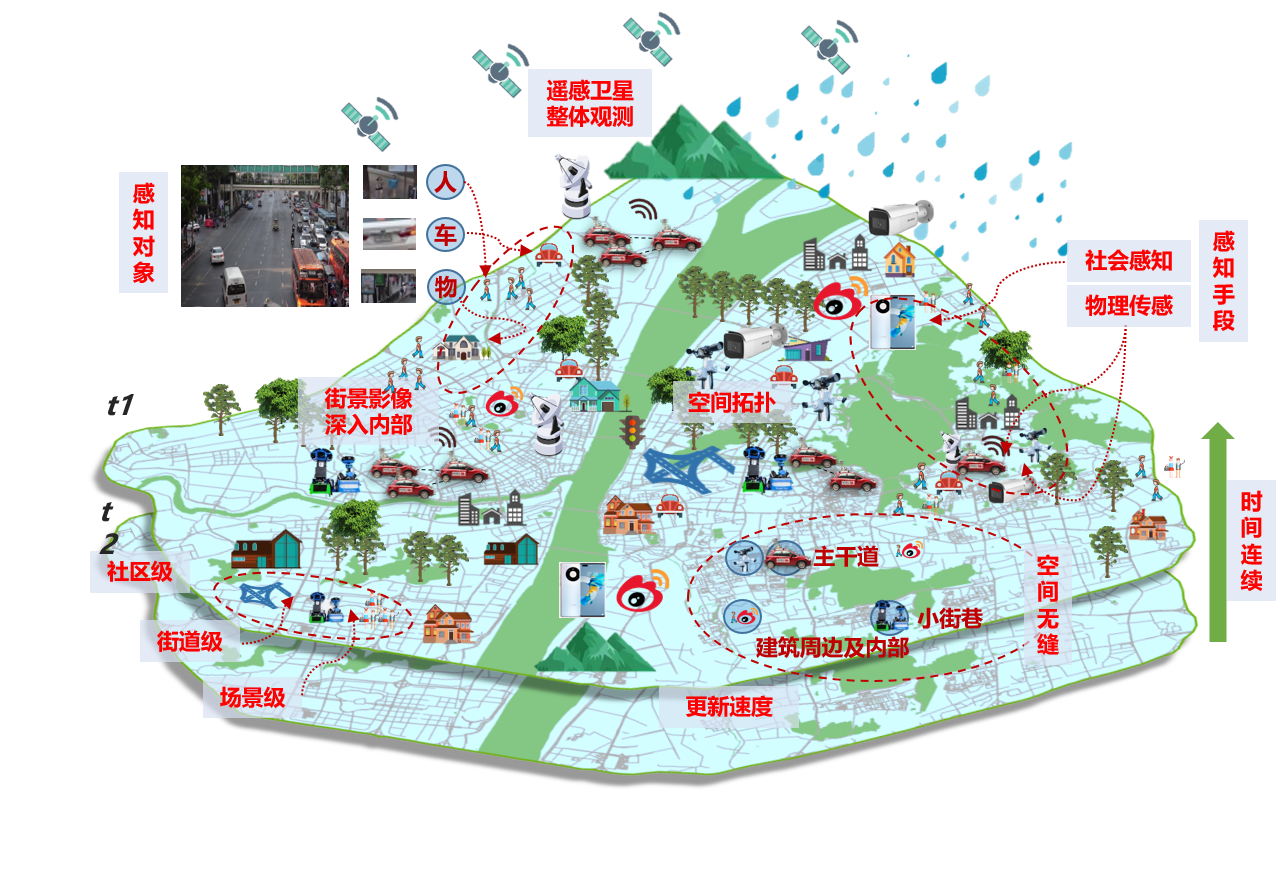 遥感卫星
整体观测
感知对象
人
车
物
社会感知
物理传感
感知手段
t1
街景影像
深入内部
空间拓扑
t
2
社区级
街道级
场景级
主干道
小街巷
建筑周边及内部
空间无缝
时间连续
更新速度